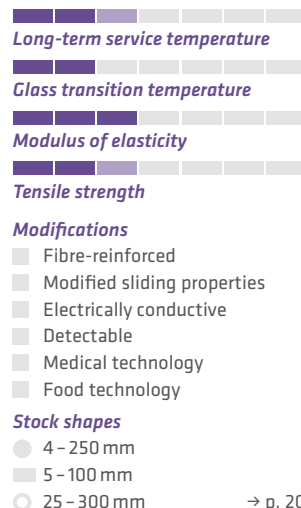 Long-term service temperature
Glass transition temperature
Modulus of elasticity
Tensile strength
Modifications
Fibre-reinforced
Modified sliding properties
Electrically conductive
Detectable
Medical technology
Food technology
Stock shapes
4 – 250 mm
5 – 100 mm
25 – 300 mm → p. 20